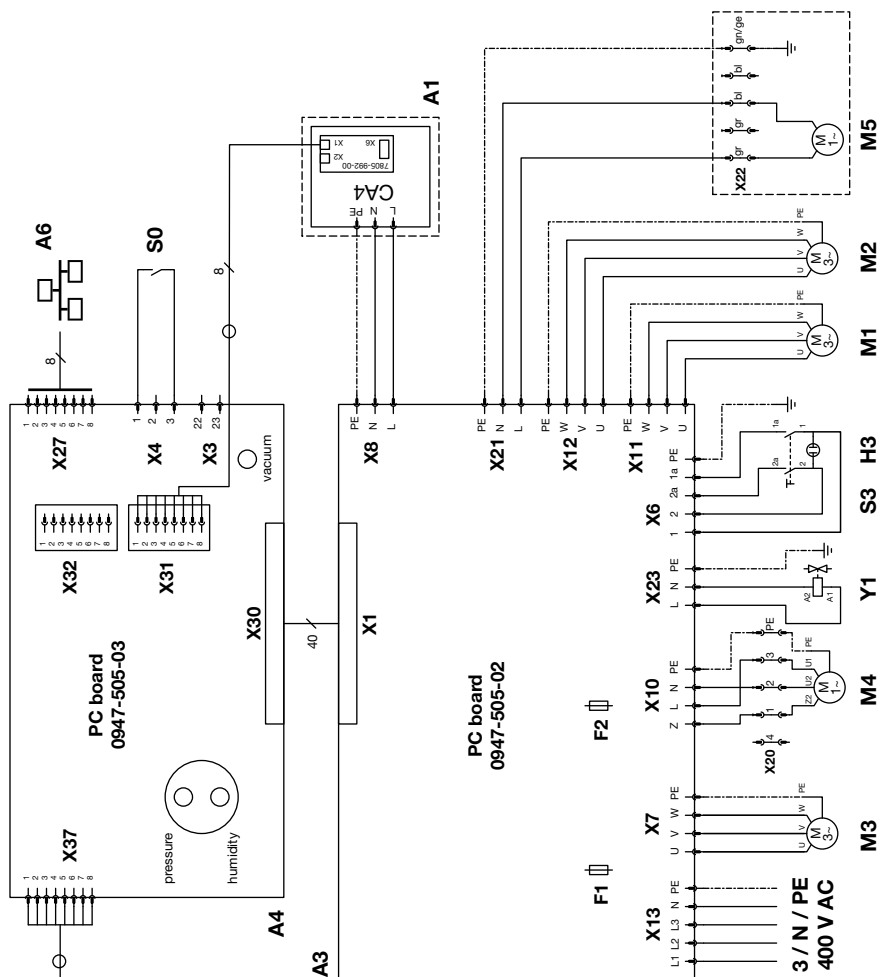 A6
8
1
2
3
4
5
6
7
8
X27
S0
1
2
3
X4
22
23
X3
8
vacuum
1
2
3
4
5
6
7
8
X32
1
2
3
4
5
6
7
8
X31
X30
PC board
0947-505-03
pressure
humidity
1
2
3
4
5
6
7
8
X37
A4
40
A1
X1
X2
X6
7805-992-00
CA4
PE
N
L
PE
N
L
X8
X1
PC board
0947-505-02
A3
F2
F1
PE
N
L
X21
PE
W
V
U
X12
PE
W
V
U
X11
gn/ge
bl
bl
gr
gr
X22
M
1~
M5
PE
W
V
U
M
3~
M2
PE
W
V
U
M
3~
M1
PE
1a
2a
2
1
X6
1a
2a
1
2
H3
S3
PE
N
L
X23
A2
A1
Y1
PE
N
L
Z
X10
PE
3
2
1
4
X20
PE
U1
U2
Z2
M
1~
M4
PE
W
V
U
X7
PE
W
V
U
M
3~
M3
PE
N
L3
L2
L1
X13
3 / N / PE
400 V AC